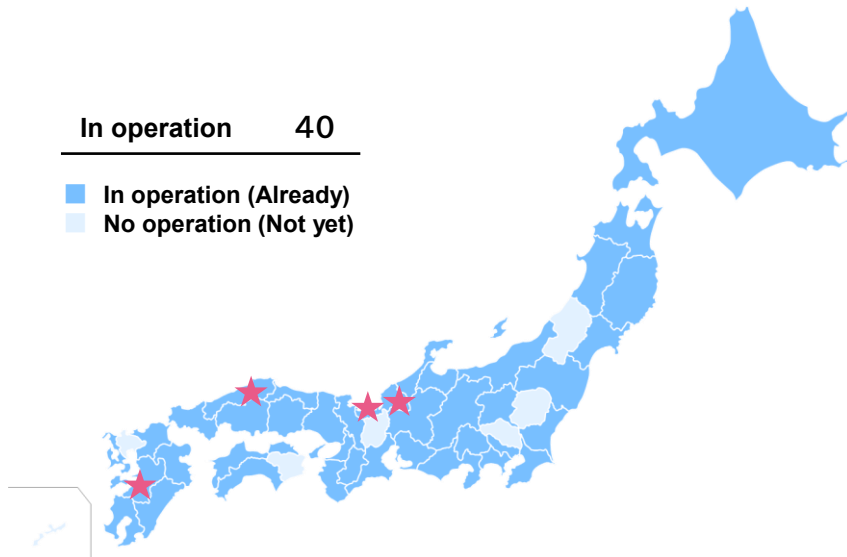 In operation 40
In operation (Already)
No operation (Not yet)